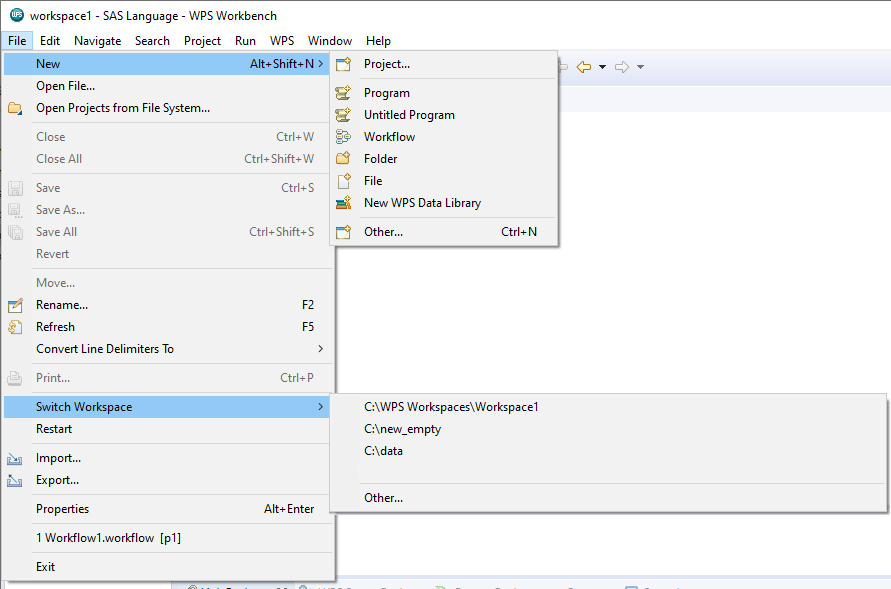 WPS workspace1 - SAS Language - WPS Workbench
File Edit Navigate Search Project Run WPS Window Help
New Alt+Shift+N
Open File...
Open Projects from File System...
Close Ctrl+W
Close All Ctrl+Shift+W
Save Ctrl+S
Save As...
Save All Ctrl+Shift+S
Revert
Move...
Rename... F2
Refresh F5
Convert Line Delimiters To
Print... Ctrl+P
Switch Workspace
Restart
Import...
Export...
Properties Alt+Enter
1 Workflow1.workflow [p1]
Exit
Project...
Program
Untitled Program
Workflow
Folder
File
New WPS Data Library
Other... Ctrl+N
C:\WPS Workspaces\Workspace1
C:\new_empty
C:\data
Other...